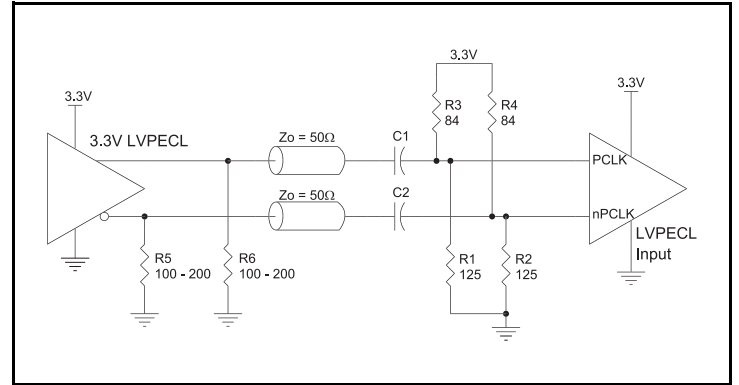 3.3V
3.3V LVPECL
R5
100 - 200
R6
100 - 200
Zo = 50Ω
Zo = 50Ω
C1
C2
3.3V
R3
84
R4
84
R1
125
R2
125
3.3V
PCLK
nPCLK
LVPECL
Input